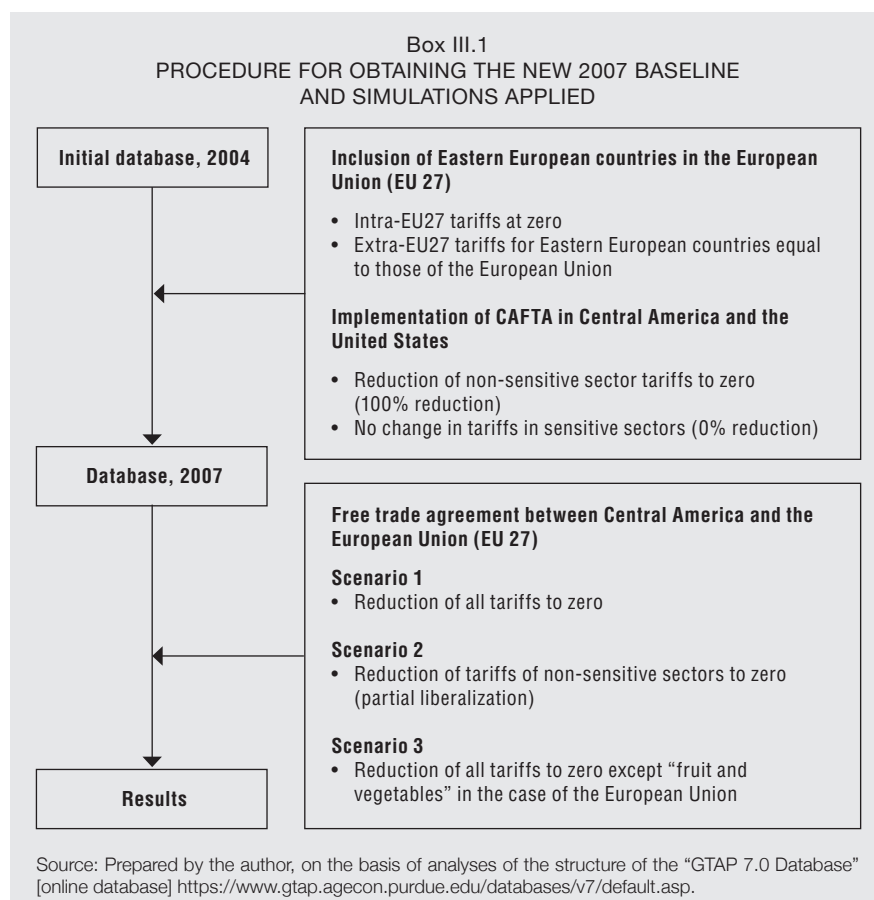 Box III.1
PROCEDURE FOR OBTAINING THE NEW 2007 BASELINE
AND SIMULATIONS APPLIED
Initial database, 2004
Inclusion of Eastern European countries in the European
Union (EU 27)
• Intra-EU27 tariffs at zero
• Extra-EU27 tariffs for Eastern European countries equal
to those of the European Union
Implementation of CAFTA in Central America and the
United States
• Reduction of non-sensitive sector tariffs to zero
(100% reduction)
• No change in tariffs in sensitive sectors (0% reduction)
Database, 2007
Free trade agreement between Central America and the
European Union (EU 27)
Scenario 1
• Reduction of all tariffs to zero
Scenario 2
• Reduction of tariffs of non-sensitive sectors to zero
(partial liberalization)
Scenario 3
• Reduction of all tariffs to zero except “fruit and
vegetables” in the case of the European Union
Results
Source: Prepared by the author, on the basis of analyses of the structure of the “GTAP 7.0 Database”
[online database] https://www.gtap.agecon.purdue.edu/databases/v7/default.asp.